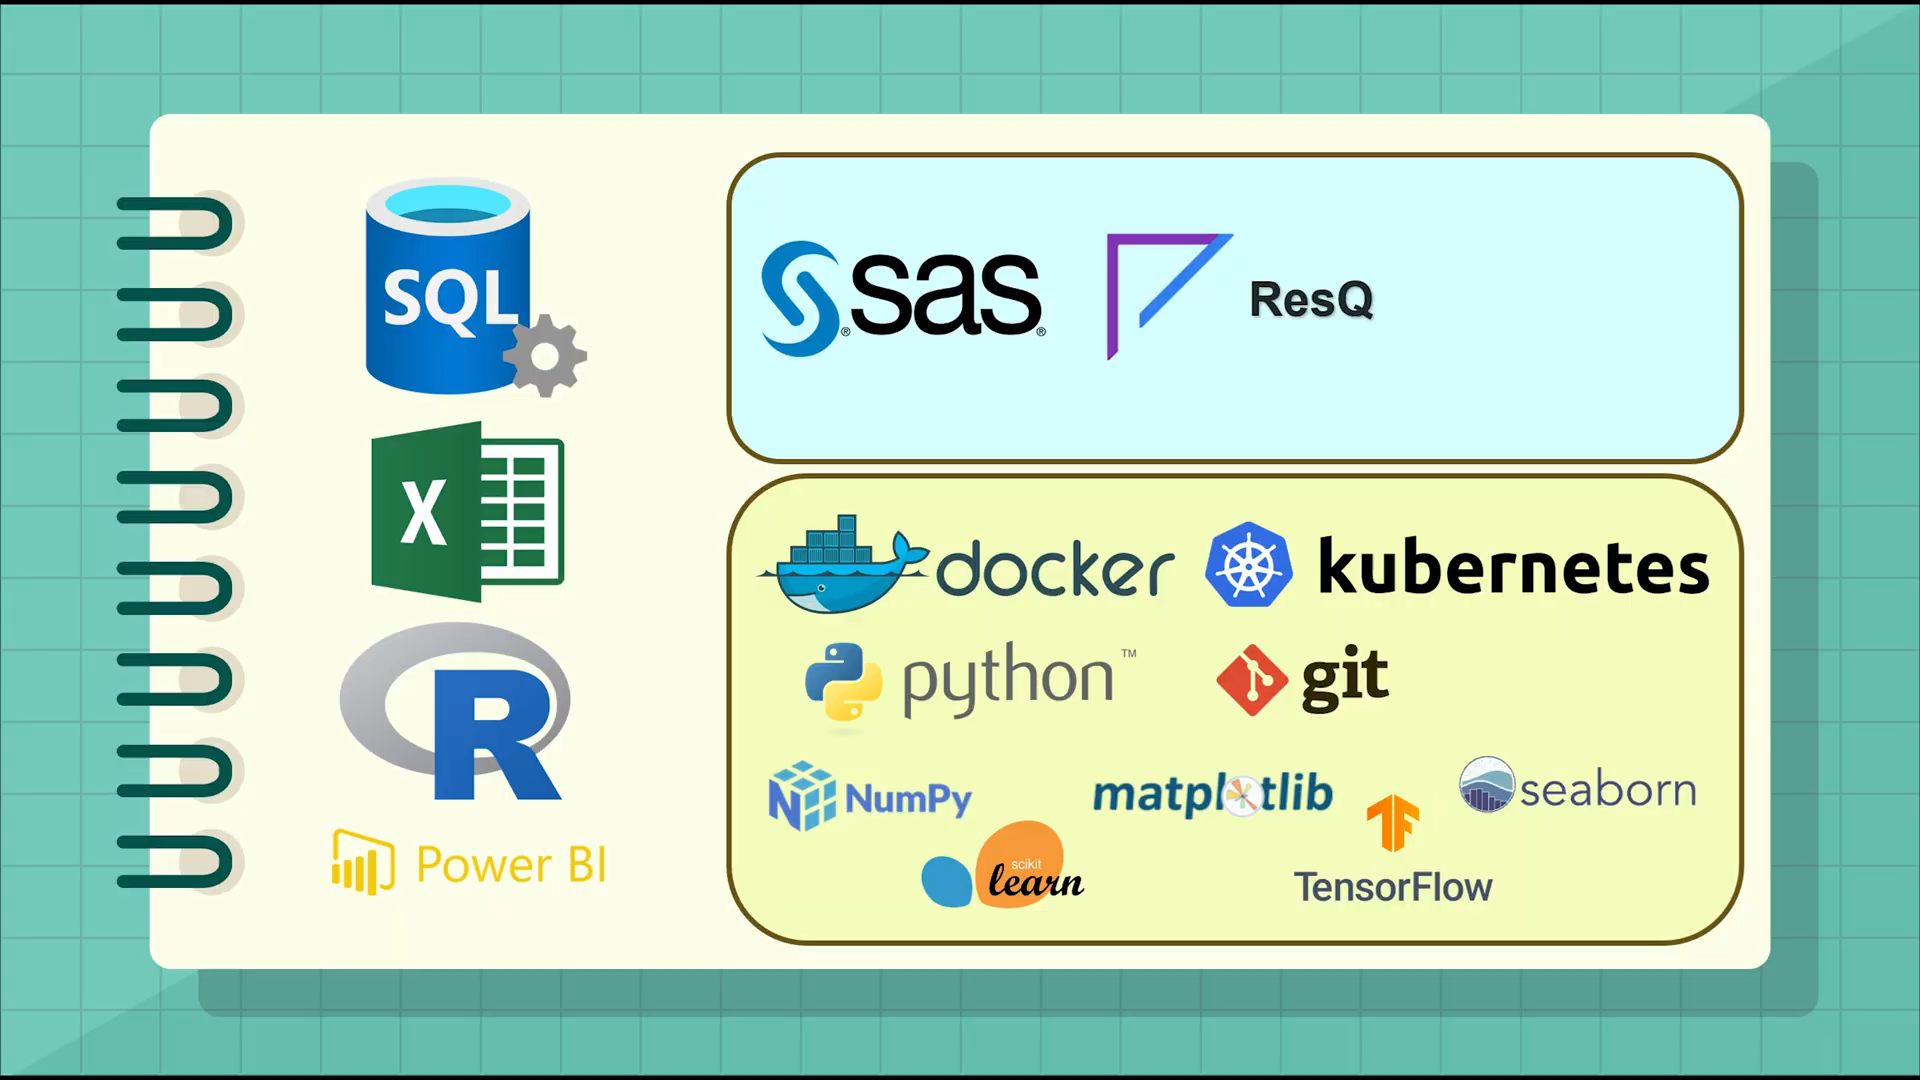 SQL
X
R
Power BI
sas
ResQ
docker
kubernetes
python™
git
NumPy
matplotlib
seaborn
scikit
learn
TensorFlow